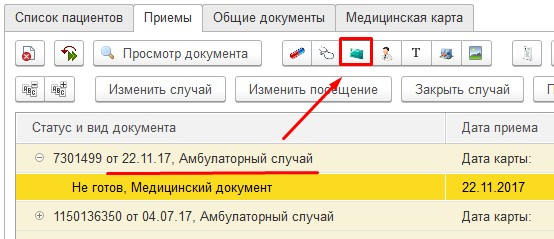 Список пациентов Приемы Общие документы Медицинская карта
Просмотр документа T
ABC ABC Изменить случай Изменить посещение Закрыть случай П
Статус и вид документа Дата приема
7301499 от 22.11.17, Амбулаторный случай Дата карты:
Не готов, Медицинский документ 22.11.2017
1150136350 от 04.07.17, Амбулаторный случай Дата карты: